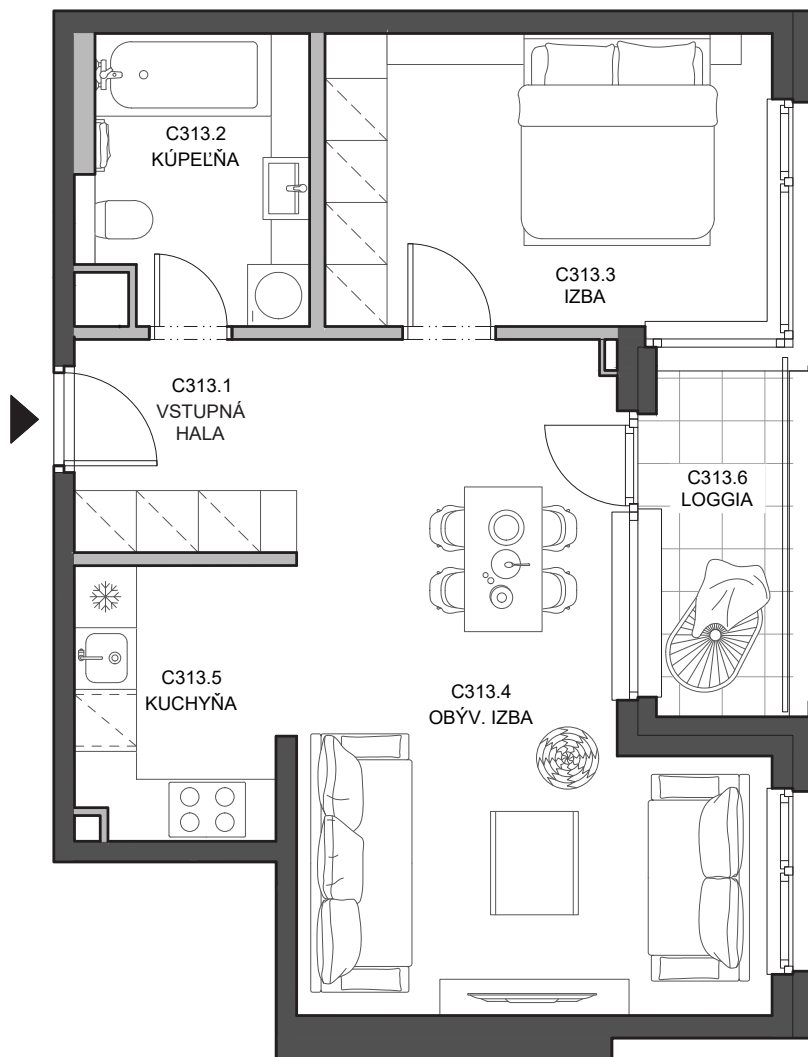 C313.2
KÚPEĽŇA
C313.3
IZBA
C313.1
VSTUPNÁ
HALA
C313.6
LOGGIA
C313.5
KUCHYŇA
C313.4
OBÝV. IZBA